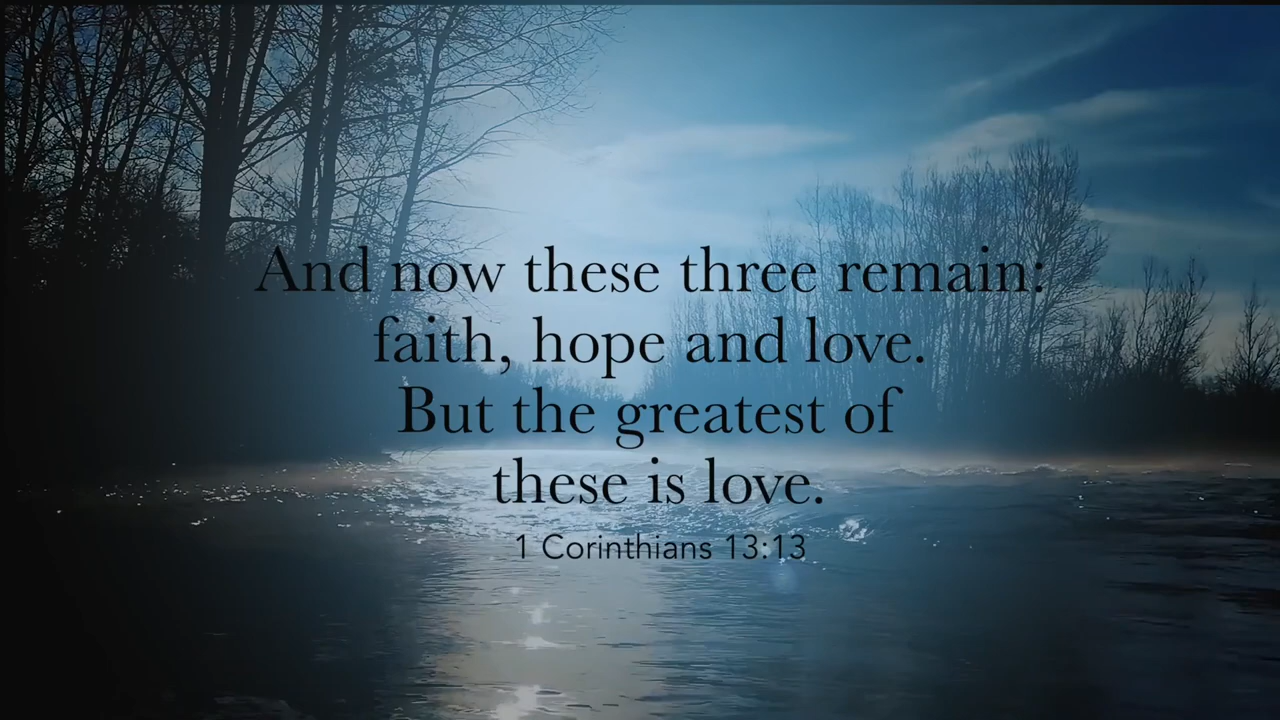 And now these three remain:
faith, hope and love.
But the greatest of
these is love.
1 Corinthians 13:13